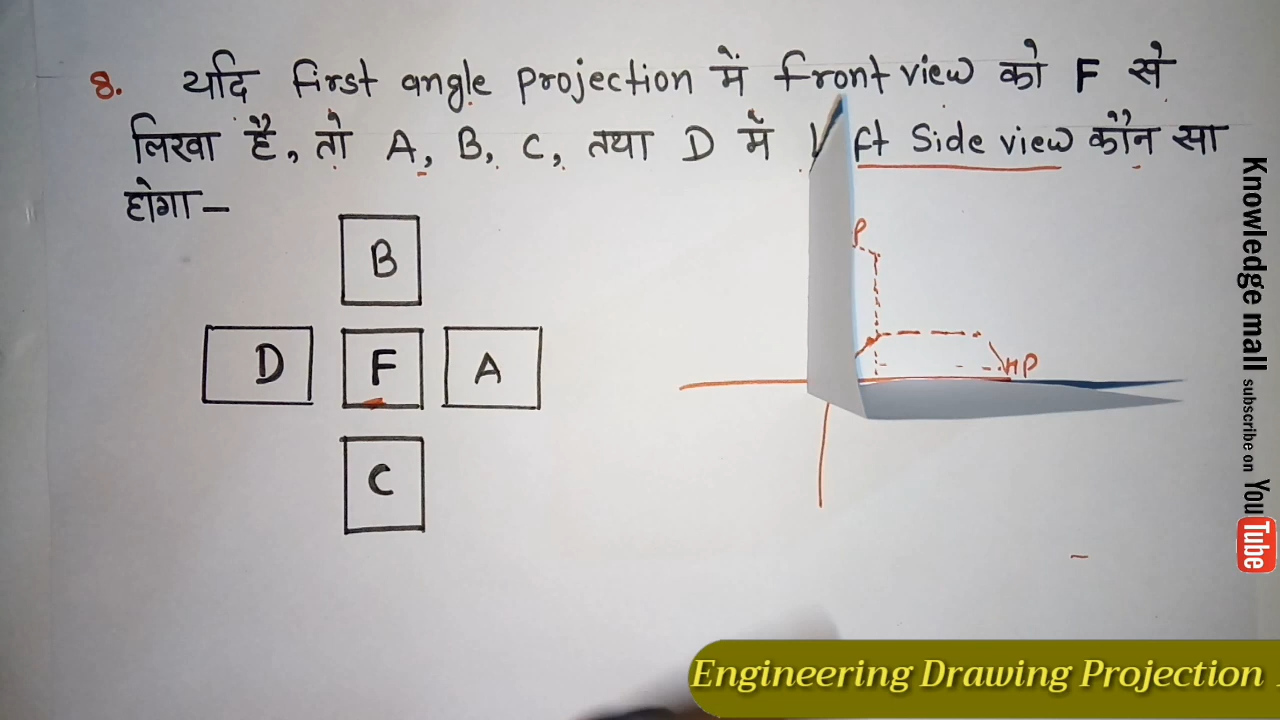 8. यदि First angle projection में front view को F से
लिखा है, तो A, B, C, तथा D में ft Side view कौन सा
होगा –
B
D F A
C
P
HP
Knowledge mall subscribe on YouTube
Engineering Drawing Projection